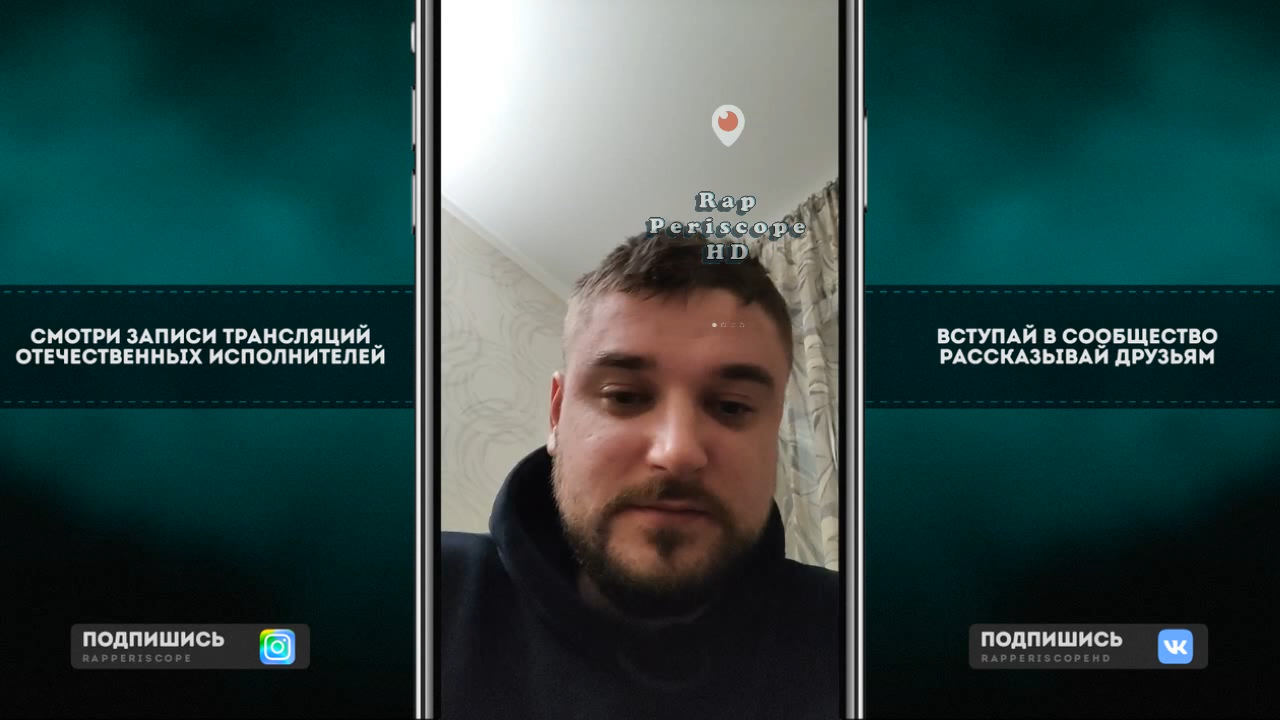 Rap
Periscope
HD
СМОТРИ ЗАПИСИ ТРАНСЛЯЦИЙ
ОТЕЧЕСТВЕННЫХ ИСПОЛНИТЕЛЕЙ
ВСТУПАЙ В СООБЩЕСТВО
РАССКАЗЫВАЙ ДРУЗЬЯМ
ПОДПИШИСЬ
RAPPERISCOPE
ПОДПИШИСЬ
RAPPERISCOPEHD